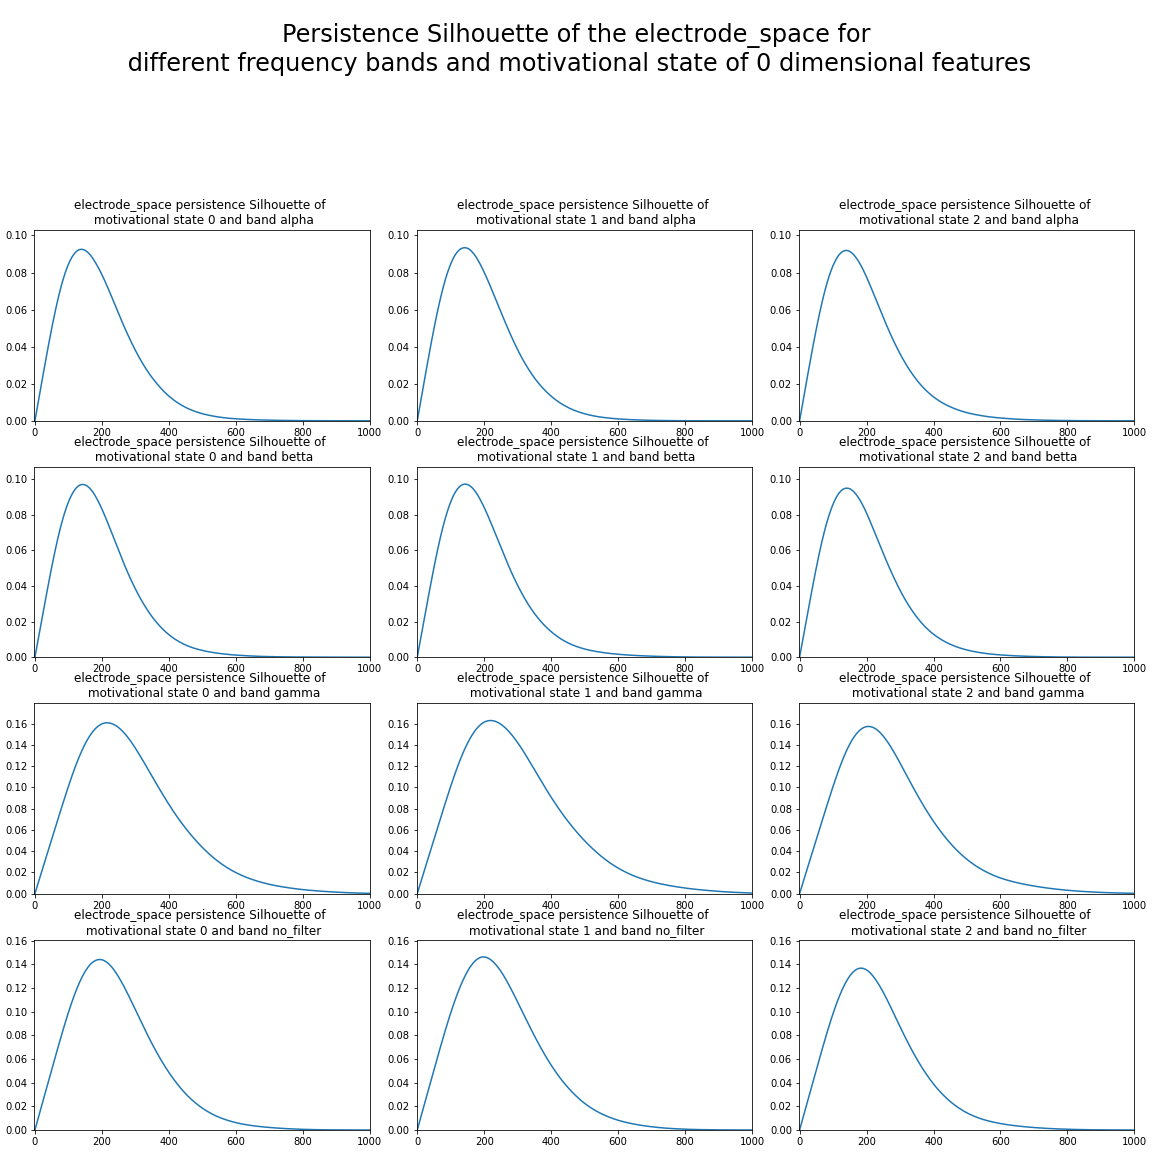 Persistence Silhouette of the electrode_space for
different frequency bands and motivational state of 0 dimensional features
electrode_space persistence Silhouette of
motivational state 0 and band alpha
0.10
0.08
0.06
0.04
0.02
0.00
0 200 400 600 800 1000
electrode_space persistence Silhouette of
motivational state 1 and band alpha
0.10
0.08
0.06
0.04
0.02
0.00
0 200 400 600 800 1000
electrode_space persistence Silhouette of
motivational state 2 and band alpha
0.10
0.08
0.06
0.04
0.02
0.00
0 200 400 600 800 1000
electrode_space persistence Silhouette of
motivational state 0 and band betta
0.10
0.08
0.06
0.04
0.02
0.00
0 200 400 600 800 1000
electrode_space persistence Silhouette of
motivational state 1 and band betta
0.10
0.08
0.06
0.04
0.02
0.00
0 200 400 600 800 1000
electrode_space persistence Silhouette of
motivational state 2 and band betta
0.10
0.08
0.06
0.04
0.02
0.00
0 200 400 600 800 1000
electrode_space persistence Silhouette of
motivational state 0 and band gamma
0.16
0.14
0.12
0.10
0.08
0.06
0.04
0.02
0.00
0 200 400 600 800 1000
electrode_space persistence Silhouette of
motivational state 1 and band gamma
0.16
0.14
0.12
0.10
0.08
0.06
0.04
0.02
0.00
0 200 400 600 800 1000
electrode_space persistence Silhouette of
motivational state 2 and band gamma
0.16
0.14
0.12
0.10
0.08
0.06
0.04
0.02
0.00
0 200 400 600 800 1000
electrode_space persistence Silhouette of
motivational state 0 and band no_filter
0.16
0.14
0.12
0.10
0.08
0.06
0.04
0.02
0.00
0 200 400 600 800 1000
electrode_space persistence Silhouette of
motivational state 1 and band no_filter
0.16
0.14
0.12
0.10
0.08
0.06
0.04
0.02
0.00
0 200 400 600 800 1000
electrode_space persistence Silhouette of
motivational state 2 and band no_filter
0.16
0.14
0.12
0.10
0.08
0.06
0.04
0.02
0.00
0 200 400 600 800 1000